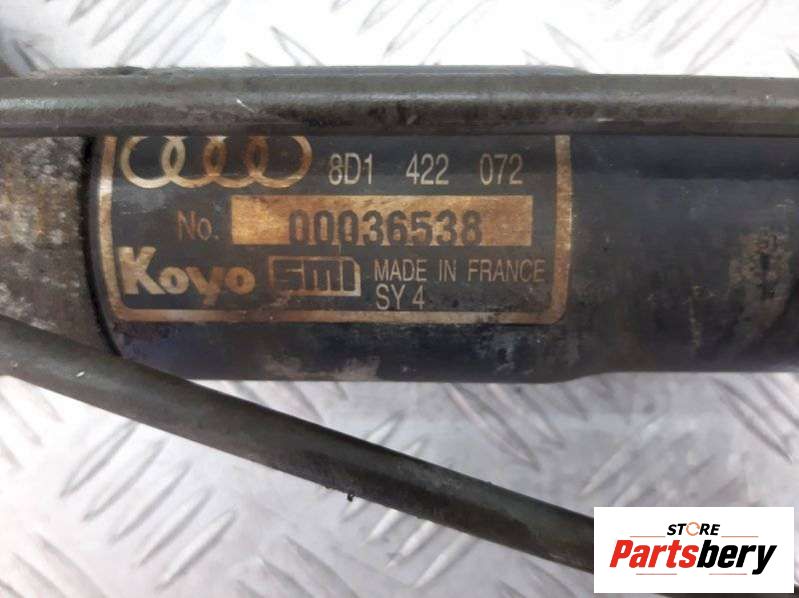 8D1 422 072
No. 00036538
Koyo smi MADE IN FRANCE
SY 4
STORE
Partsbery